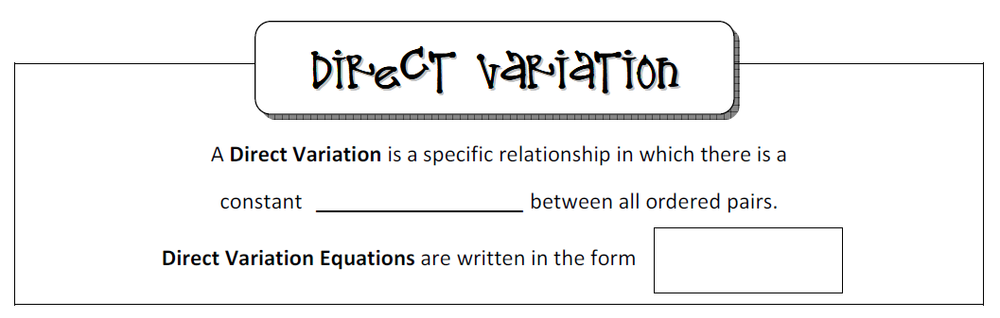 Direct Variation
A Direct Variation is a specific relationship in which there is a
constant ________________ between all ordered pairs.
Direct Variation Equations are written in the form